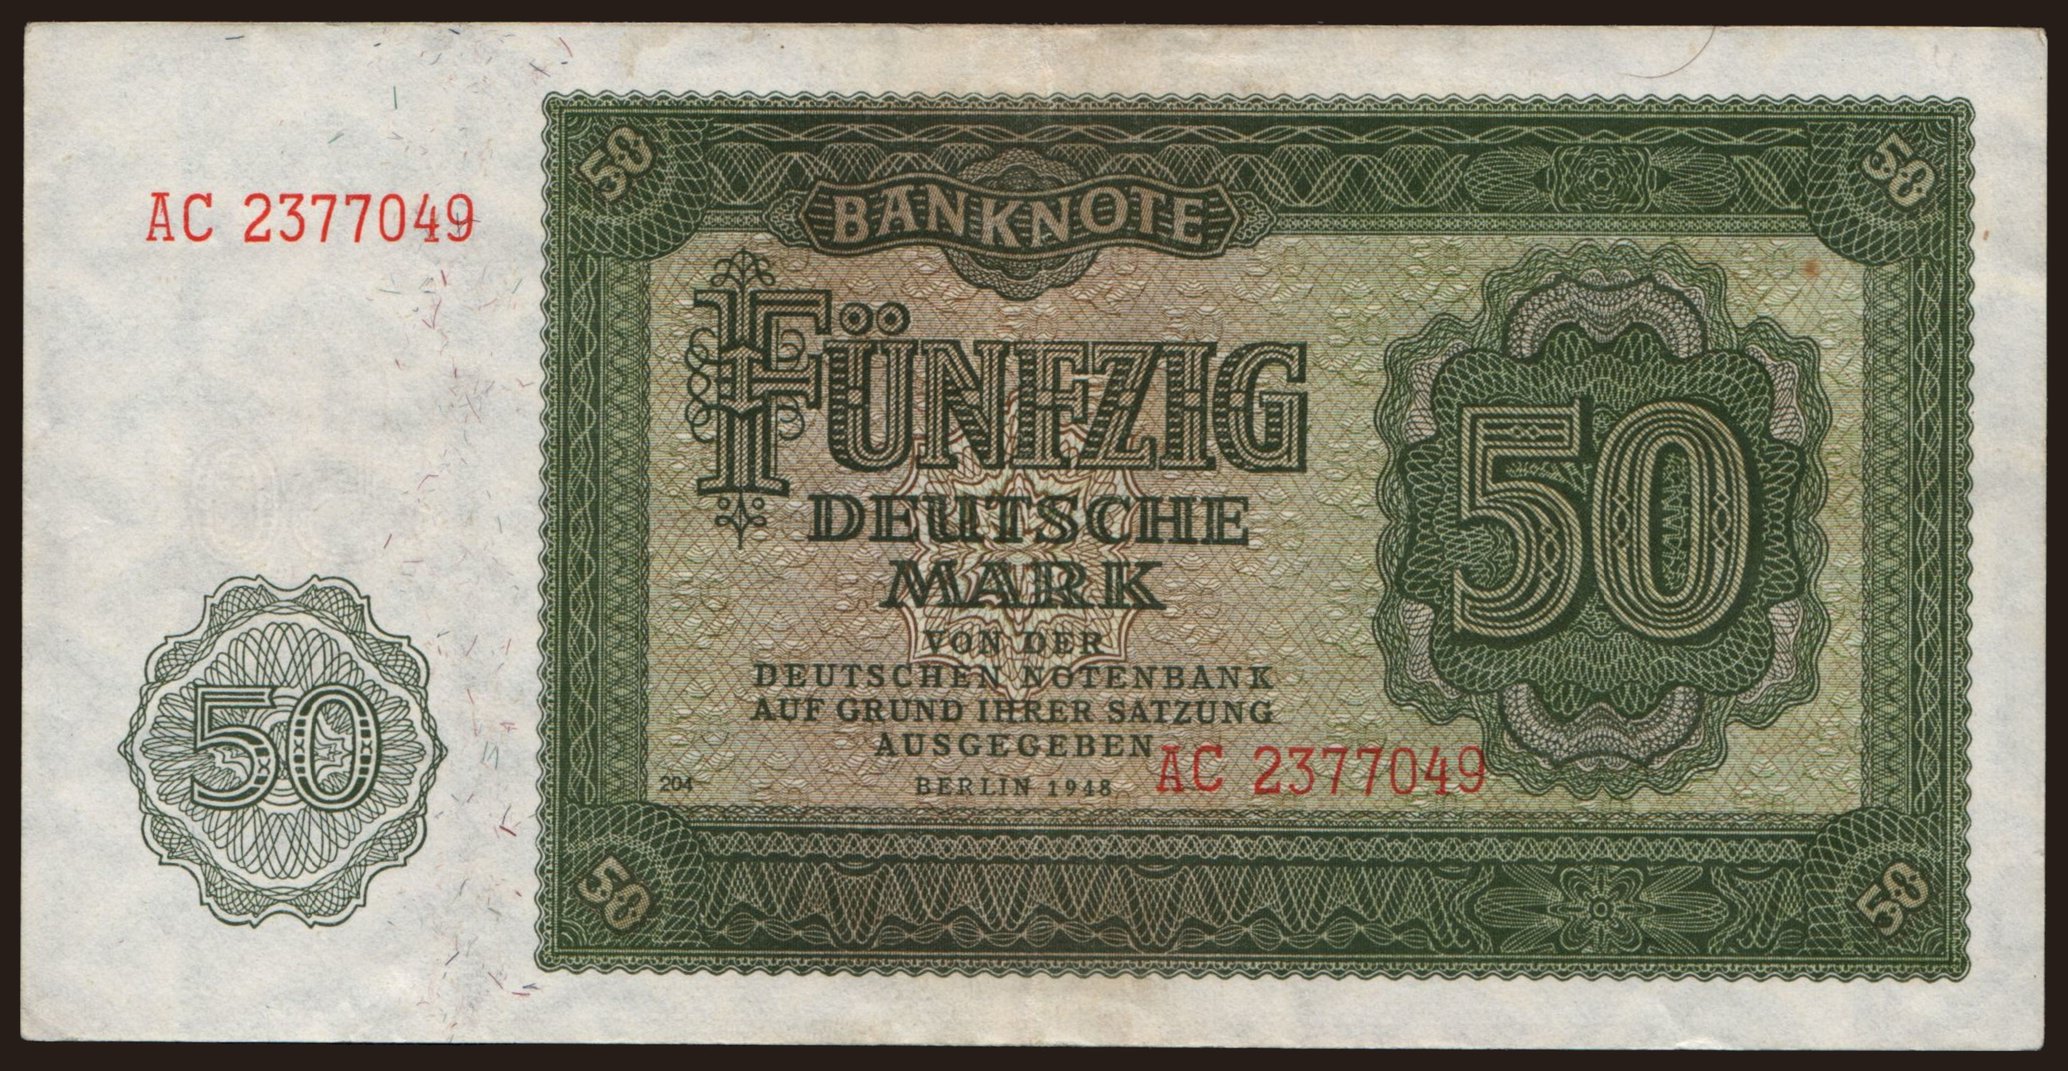 50
50
BANKNOTE
AC 2377049
FÜNFZIG
50
DEUTSCHE
MARK
VON DER
DEUTSCHEN NOTENBANK
AUF GRUND IHRER SATZUNG
AUSGEGEBEN
50
204
BERLIN 1948
AC 2377049
50
50